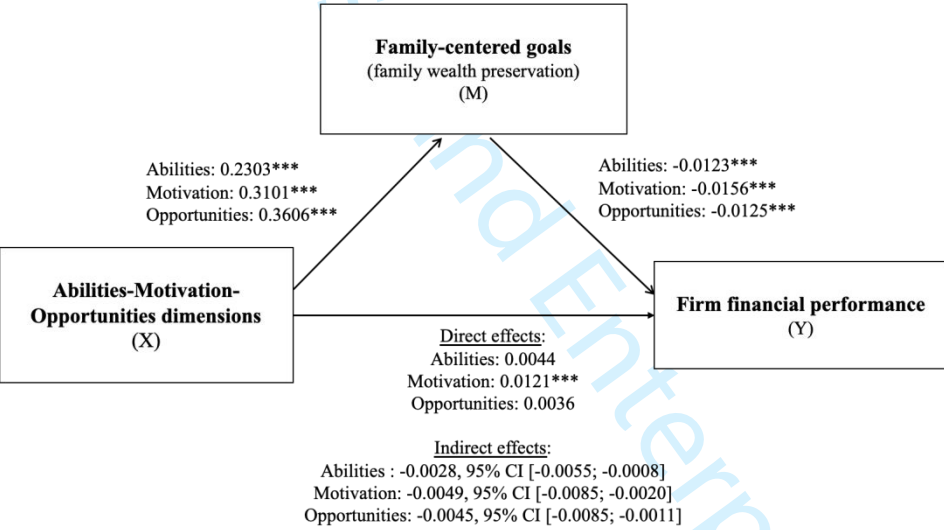 Family-centered goals
(family wealth preservation)
(M)
Abilities: 0.2303***
Motivation: 0.3101***
Opportunities: 0.3606***
Abilities: -0.0123***
Motivation: -0.0156***
Opportunities: -0.0125***
Abilities-Motivation-
Opportunities dimensions
(X)
Firm financial performance
(Y)
Direct effects:
Abilities: 0.0044
Motivation: 0.0121***
Opportunities: 0.0036
Indirect effects:
Abilities : -0.0028, 95% CI [-0.0055; -0.0008]
Motivation: -0.0049, 95% CI [-0.0085; -0.0020]
Opportunities: -0.0045, 95% CI [-0.0085; -0.0011]